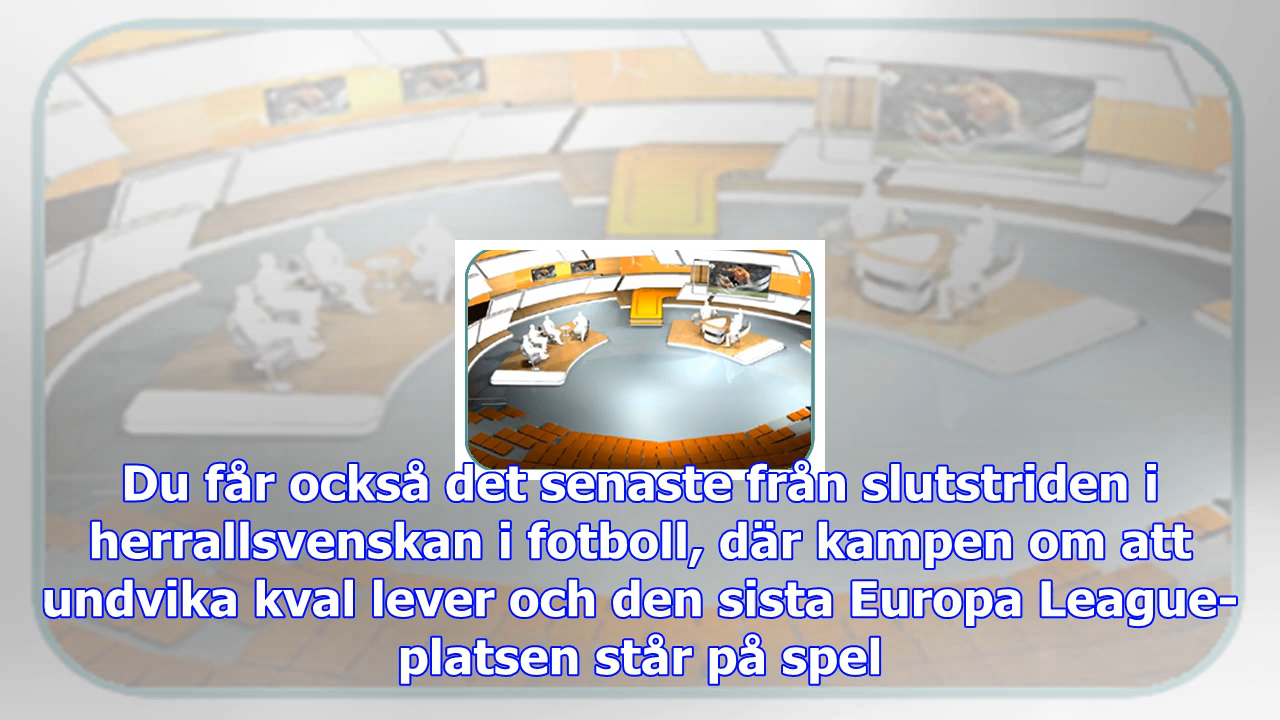 Du får också det senaste från slutstriden i
herrallsvenskan i fotboll, där kampen om att
undvika kval lever och den sista Europa League-
platsen står på spel